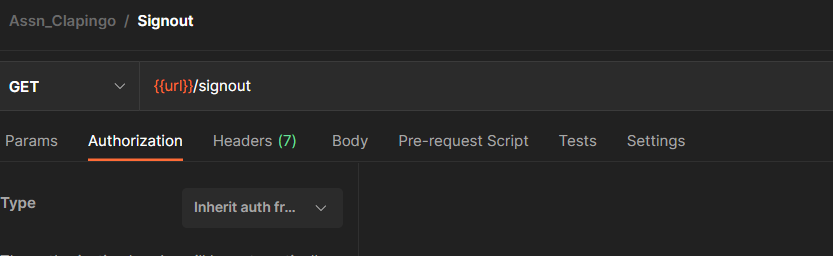 Assn_Clapingo / Signout
GET {{url}}/signout
Params Authorization Headers (7) Body Pre-request Script Tests Settings
Type Inherit auth fr...